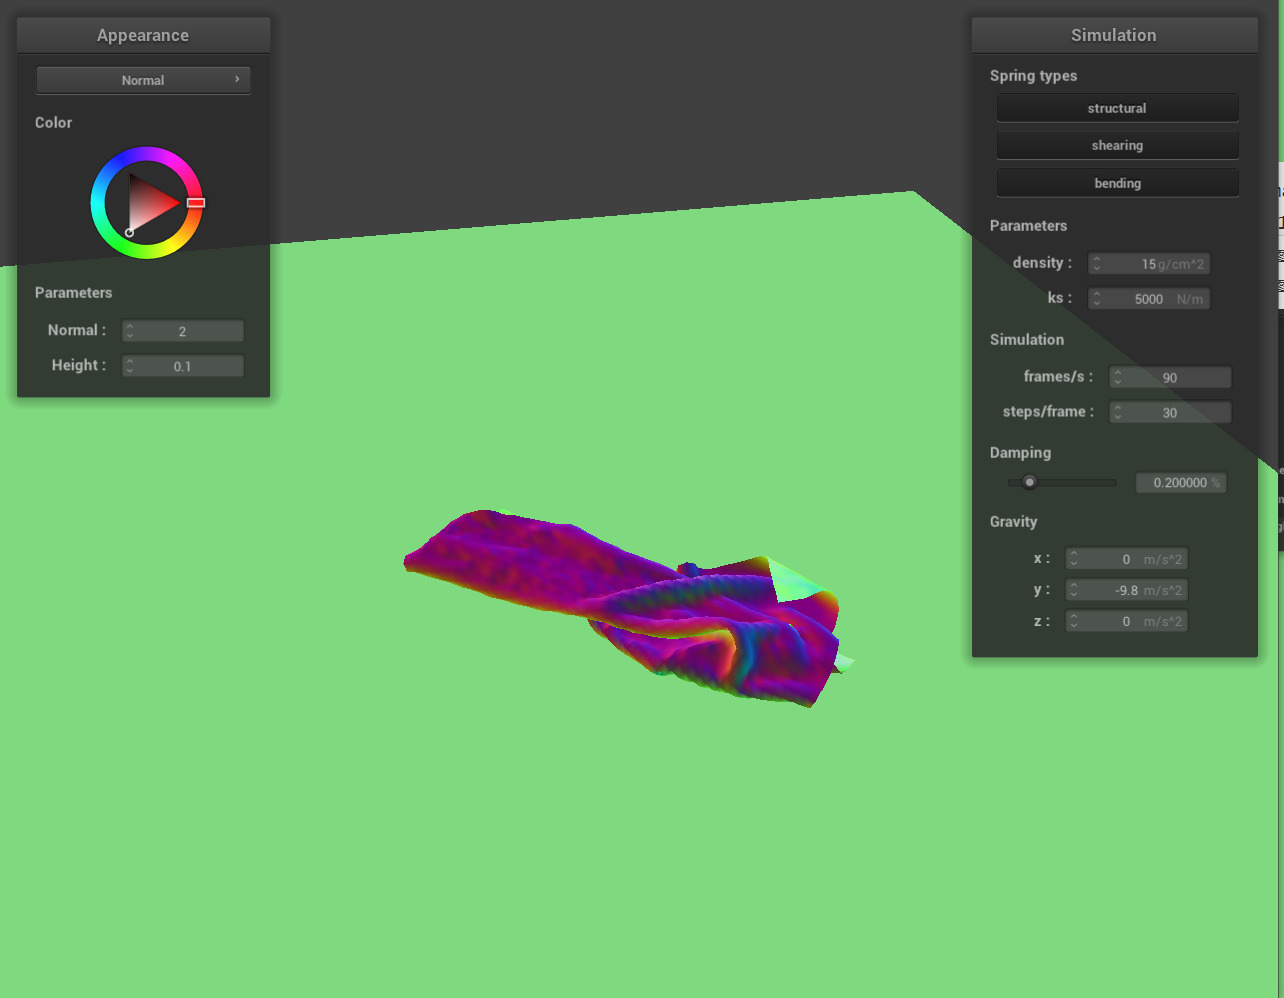 Appearance
Normal
Color
Parameters
Normal :
2
Height :
0.1
Simulation
Spring types
structural
shearing
bending
Parameters
density :
15 g/cm^2
ks :
5000 N/m
Simulation
frames/s :
90
steps/frame :
30
Damping
0.200000 %
Gravity
x :
0 m/s^2
y :
-9.8 m/s^2
z :
0 m/s^2